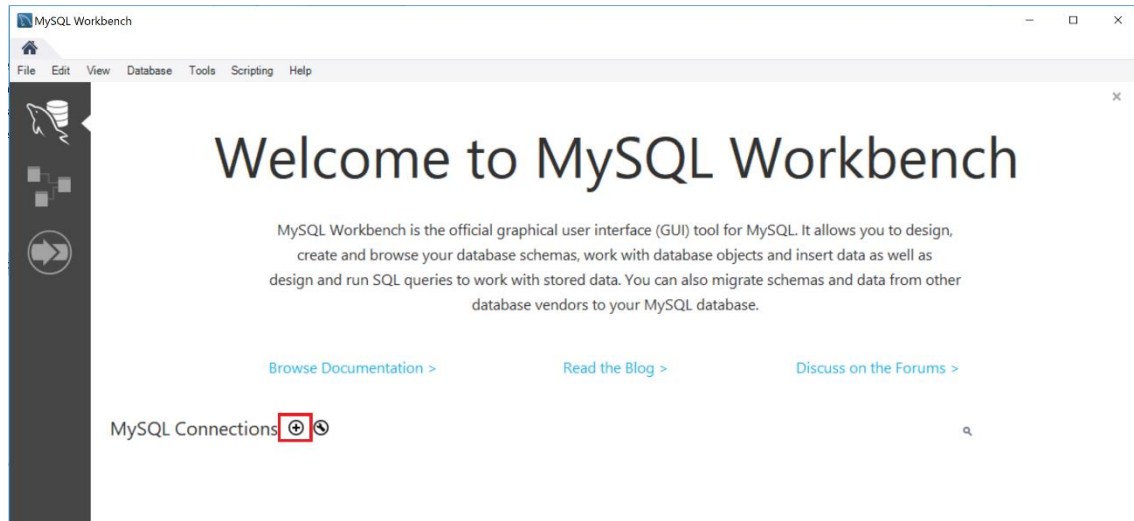 MySQL Workbench
File Edit View Database Tools Scripting Help
Welcome to MySQL Workbench
MySQL Workbench is the official graphical user interface (GUI) tool for MySQL. It allows you to design,
create and browse your database schemas, work with database objects and insert data as well as
design and run SQL queries to work with stored data. You can also migrate schemas and data from other
database vendors to your MySQL database.
Browse Documentation > Read the Blog > Discuss on the Forums >
MySQL Connections